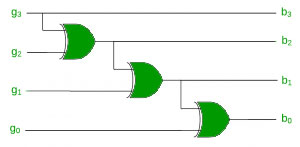 g₃ b₃
g₂ b₂
g₁ b₁
g₀ b₀